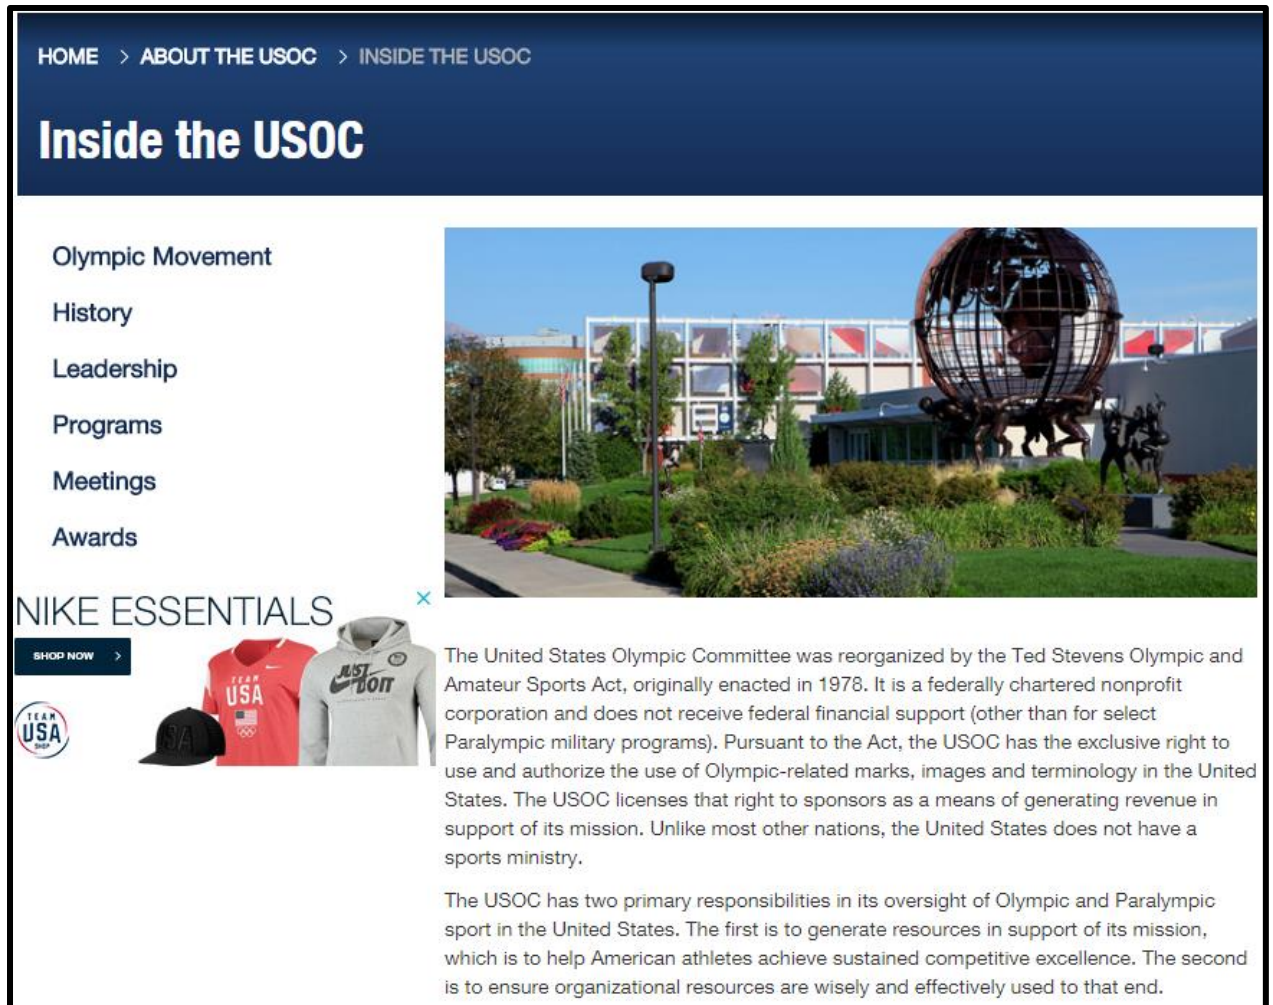 HOME > ABOUT THE USOC > INSIDE THE USOC
Inside the USOC
Olympic Movement
History
Leadership
Programs
Meetings
Awards
NIKE ESSENTIALS
SHOP NOW >
TEAM
USA
SHOP
USA
TEAM
USA
JUST
DO IT
The United States Olympic Committee was reorganized by the Ted Stevens Olympic and
Amateur Sports Act, originally enacted in 1978. It is a federally chartered nonprofit
corporation and does not receive federal financial support (other than for select
Paralympic military programs). Pursuant to the Act, the USOC has the exclusive right to
use and authorize the use of Olympic-related marks, images and terminology in the United
States. The USOC licenses that right to sponsors as a means of generating revenue in
support of its mission. Unlike most other nations, the United States does not have a
sports ministry.
The USOC has two primary responsibilities in its oversight of Olympic and Paralympic
sport in the United States. The first is to generate resources in support of its mission,
which is to help American athletes achieve sustained competitive excellence. The second
is to ensure organizational resources are wisely and effectively used to that end.